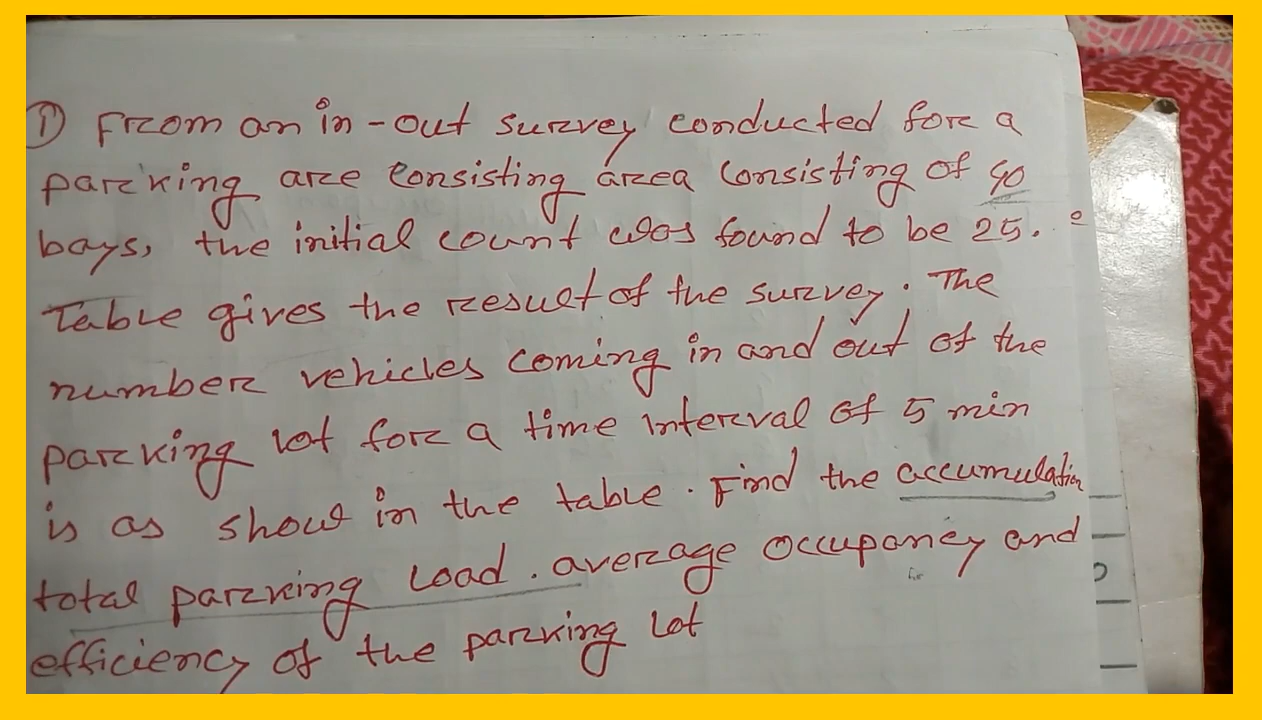 ① From an in-out survey conducted for a
parking are consisting area consisting of 40
bays, the initial count was found to be 25.
Table gives the result of the survey. The
number vehicles coming in and out of the
parking lot for a time interval of 5 min
is as show in the table. Find the accumulation
total parking load. average occupancy and
efficiency of the parking lot